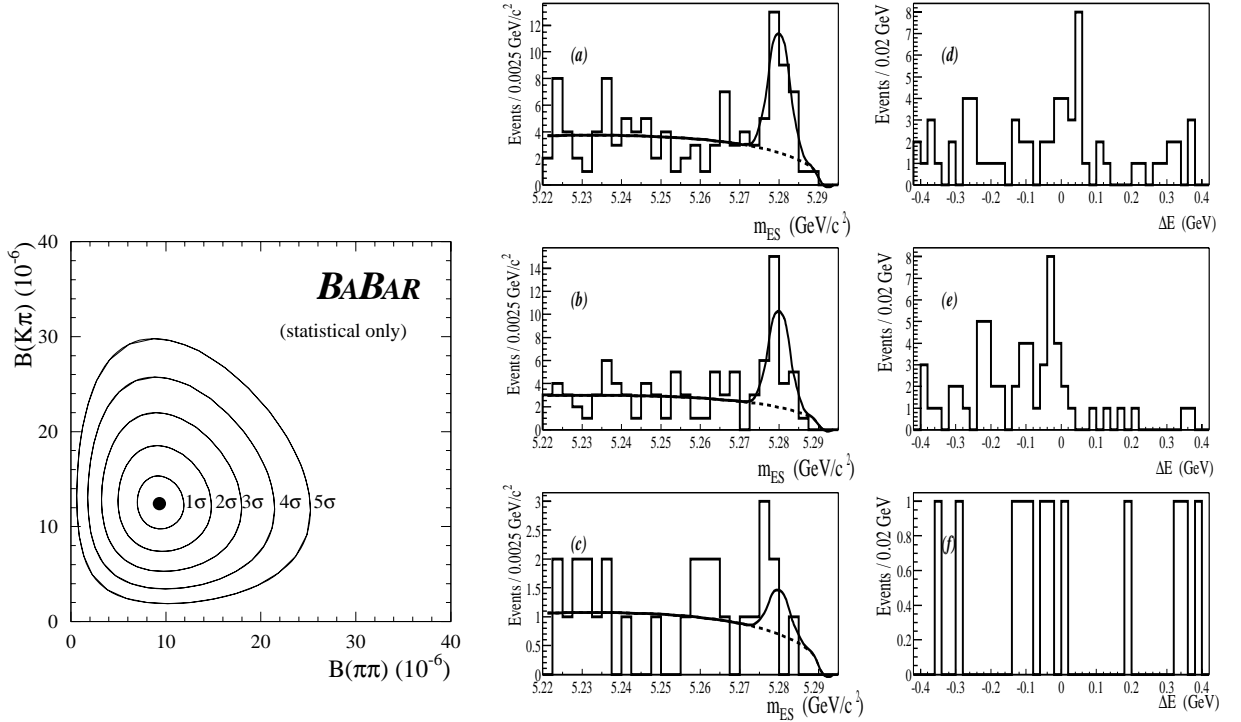 BABAR
(statistical only)
B(Kπ) (10⁻⁶)
40
30
20
10
0
1σ 2σ 3σ 4σ 5σ
0 10 20 30 40
B(ππ) (10⁻⁶)
(a)
Events / 0.0025 GeV/c²
12
10
8
6
4
2
0
5.22 5.23 5.24 5.25 5.26 5.27 5.28 5.29
mES (GeV/c²)
(d)
Events / 0.02 GeV
8
7
6
5
4
3
2
1
0
-0.4 -0.3 -0.2 -0.1 0 0.1 0.2 0.3 0.4
ΔE (GeV)
(b)
Events / 0.0025 GeV/c²
14
12
10
8
6
4
2
0
5.22 5.23 5.24 5.25 5.26 5.27 5.28 5.29
mES (GeV/c²)
(e)
Events / 0.02 GeV
8
7
6
5
4
3
2
1
0
-0.4 -0.3 -0.2 -0.1 0 0.1 0.2 0.3 0.4
ΔE (GeV)
(c)
Events / 0.0025 GeV/c²
3
2.5
2
1.5
1
0.5
0
5.22 5.23 5.24 5.25 5.26 5.27 5.28 5.29
mES (GeV/c²)
(f)
Events / 0.02 GeV
1
0.8
0.6
0.4
0.2
0
-0.4 -0.3 -0.2 -0.1 0 0.1 0.2 0.3 0.4
ΔE (GeV)